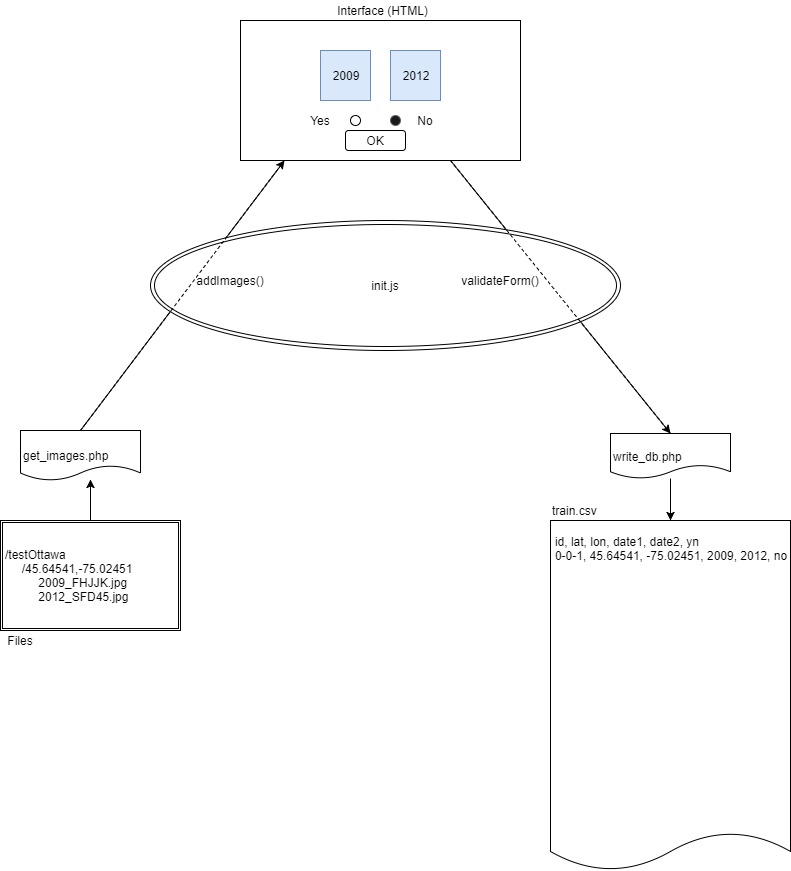 Interface (HTML)
2009
2012
Yes
No
OK
addImages()
init.js
validateForm()
get_images.php
write_db.php
/testOttawa
/45.64541,-75.02451
2009_FHJJK.jpg
2012_SFD45.jpg
Files
train.csv
id, lat, lon, date1, date2, yn
0-0-1, 45.64541, -75.02451, 2009, 2012, no